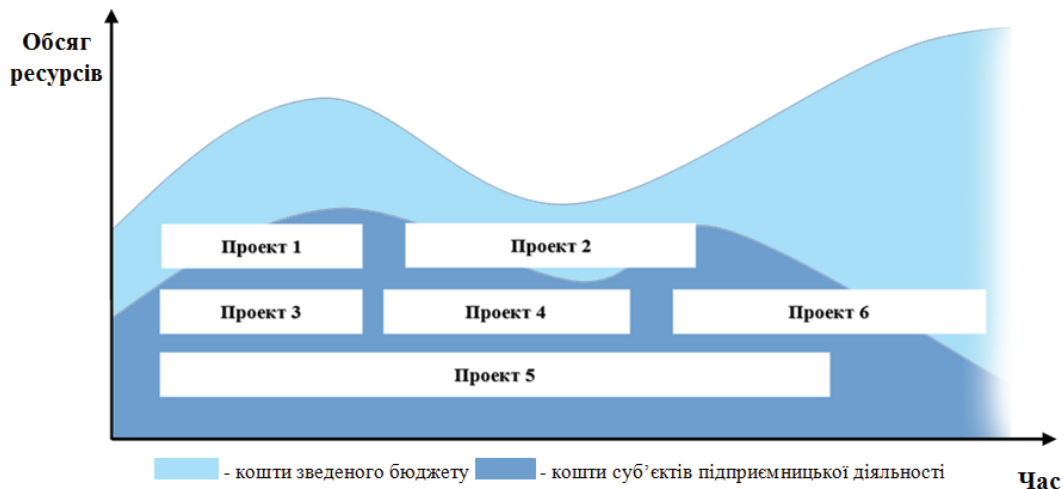 Обсяг
ресурсів
Проект 1
Проект 2
Проект 3
Проект 4
Проект 6
Проект 5
- кошти зведеного бюджету
- кошти суб’єктів підприємницької діяльності
Час